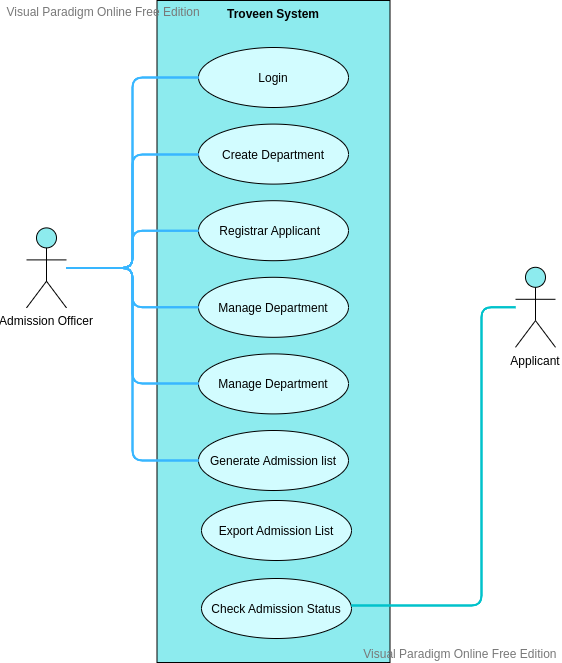 Visual Paradigm Online Free Edition
Troveen System
Login
Create Department
Registrar Applicant
Manage Department
Manage Department
Generate Admission list
Export Admission List
Check Admission Status
Admission Officer
Applicant
Visual Paradigm Online Free Edition